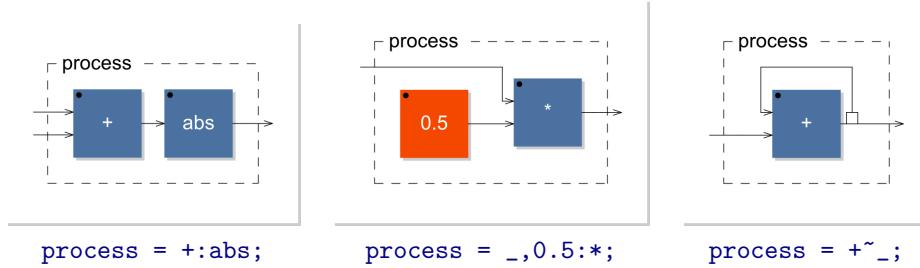 process
+
abs
process = +:abs;
process
0.5
*
process = _,0.5:*;
process
+
process = +~_;